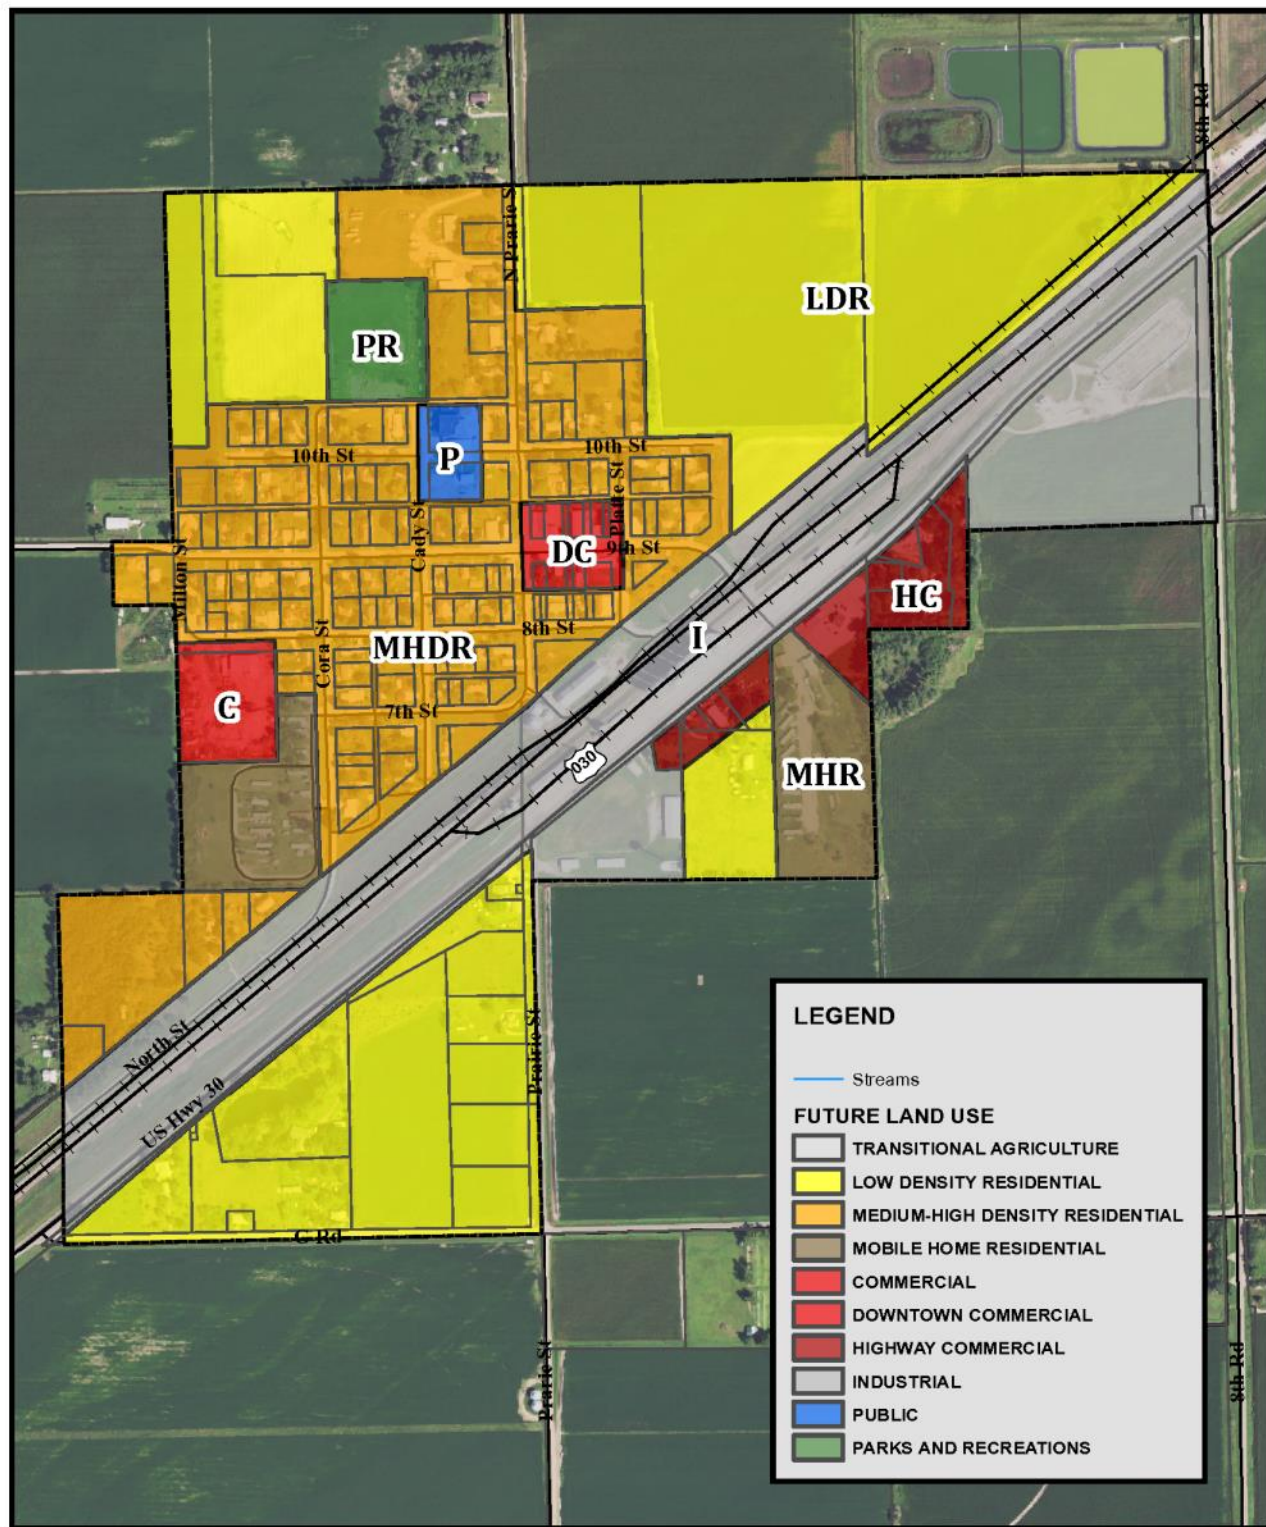 8th Rd
N Prarie S
LDR
PR
10th St
10th St
P
Platte St
Cady St
DC
9th St
Milton St
HC
8th St
I
Cora St
MHDR
C
7th St
030
MHR
North St
Prairie St
US Hwy 30
C Rd
Prarie St
8th Rd
LEGEND
Streams
FUTURE LAND USE
TRANSITIONAL AGRICULTURE
LOW DENSITY RESIDENTIAL
MEDIUM-HIGH DENSITY RESIDENTIAL
MOBILE HOME RESIDENTIAL
COMMERCIAL
DOWNTOWN COMMERCIAL
HIGHWAY COMMERCIAL
INDUSTRIAL
PUBLIC
PARKS AND RECREATIONS